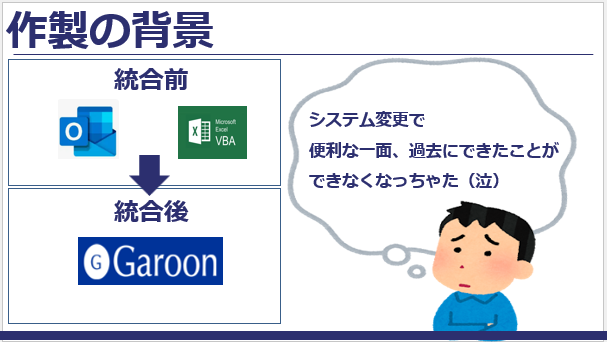 作製の背景
統合前
O
Microsoft
Excel
VBA
X
統合後
G Garoon
システム変更で
便利な一面、過去にできたことが
できなくなっちゃた（泣）